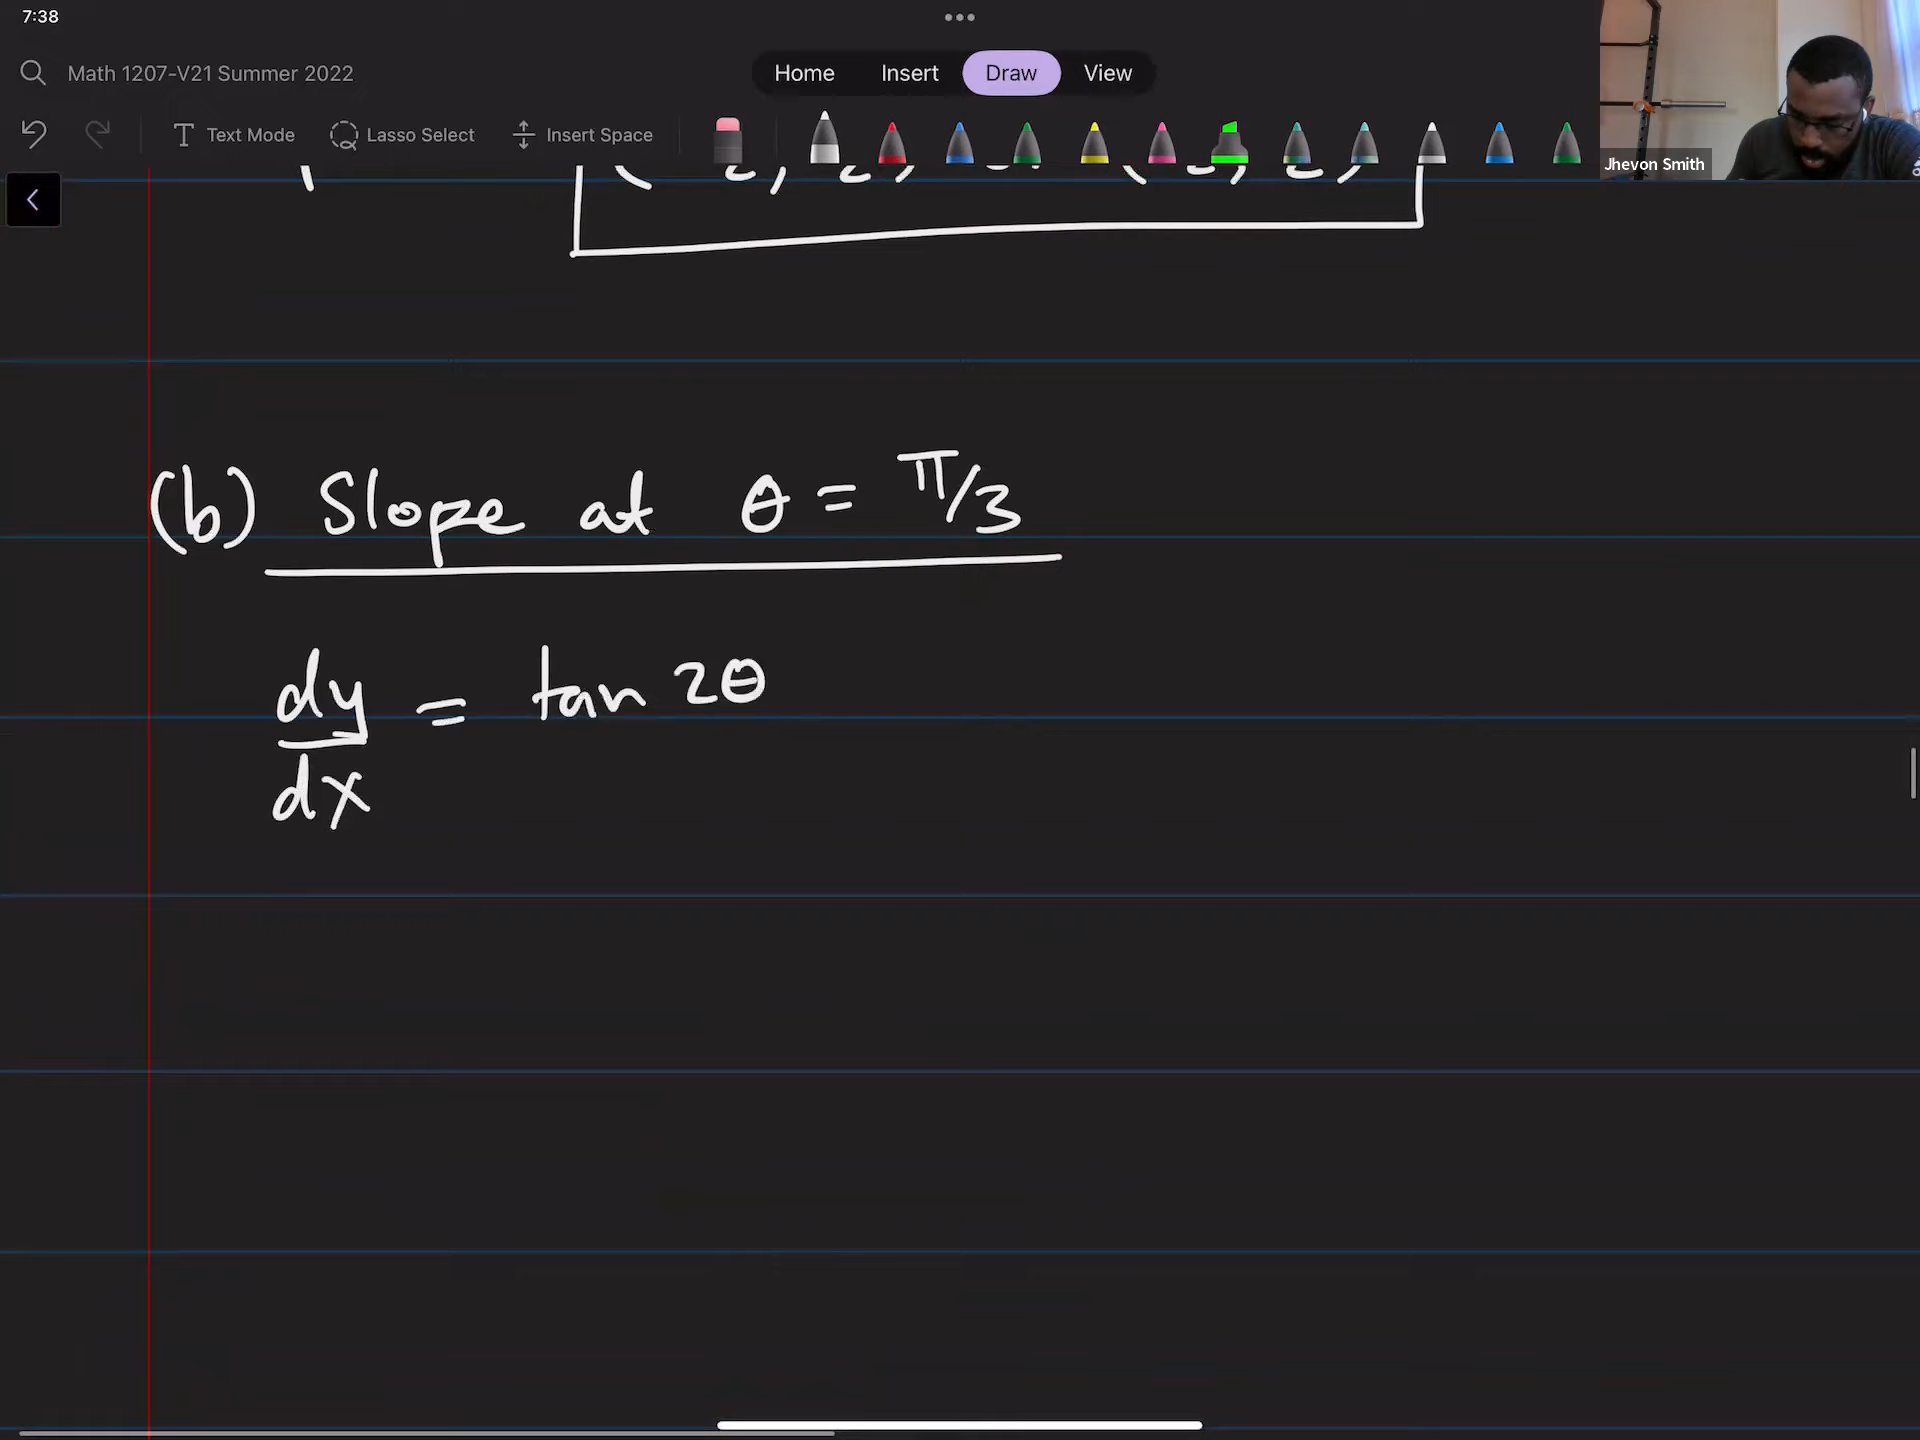 7:38
Math 1207-V21 Summer 2022
Home Insert Draw View
Text Mode Lasso Select Insert Space
Jhevon Smith
(b) Slope at θ = π/3
dy/dx = tan 2θ